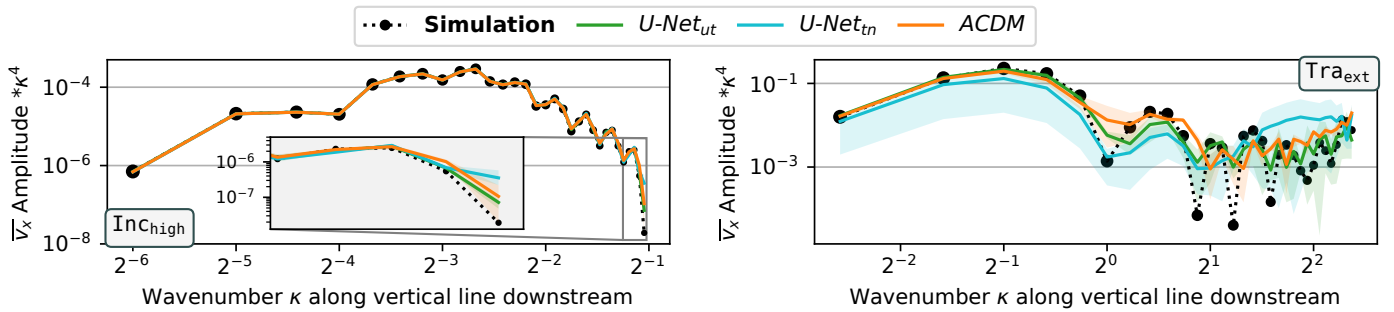 Simulation U-Net_ut U-Net_tn ACDM
v̅_x Amplitude *κ^4
10^-4
10^-6
10^-8
10^-6
10^-7
Inc_high
2^-6 2^-5 2^-4 2^-3 2^-2 2^-1
Wavenumber κ along vertical line downstream
v̅_x Amplitude *κ^4
10^-1
10^-3
Tra_ext
2^-2 2^-1 2^0 2^1 2^2
Wavenumber κ along vertical line downstream